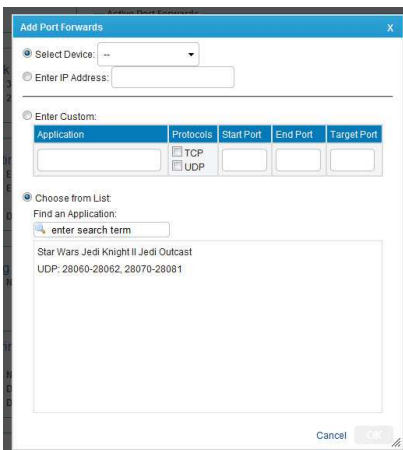 Add Port Forwards X
Select Device: --
Enter IP Address:
Enter Custom:
Application Protocols Start Port End Port Target Port
TCP
UDP
Choose from List:
Find an Application:
enter search term
Star Wars Jedi Knight II Jedi Outcast
UDP: 28060-28062, 28070-28081
Cancel OK